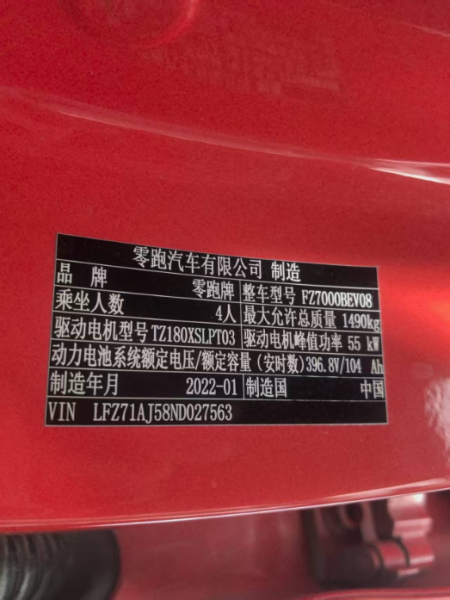 零跑汽车有限公司 制造
品牌 零跑牌 整车型号 FZ7000BEV08
乘坐人数 4人 最大允许总质量 1490kg
驱动电机型号 TZ180XSLPT03 驱动电机峰值功率 55 kW
动力电池系统额定电压/额定容量(安时数) 396.8V/104 Ah
制造年月 2022-01 制造国 中国
VIN LFZ71AJ58ND027563